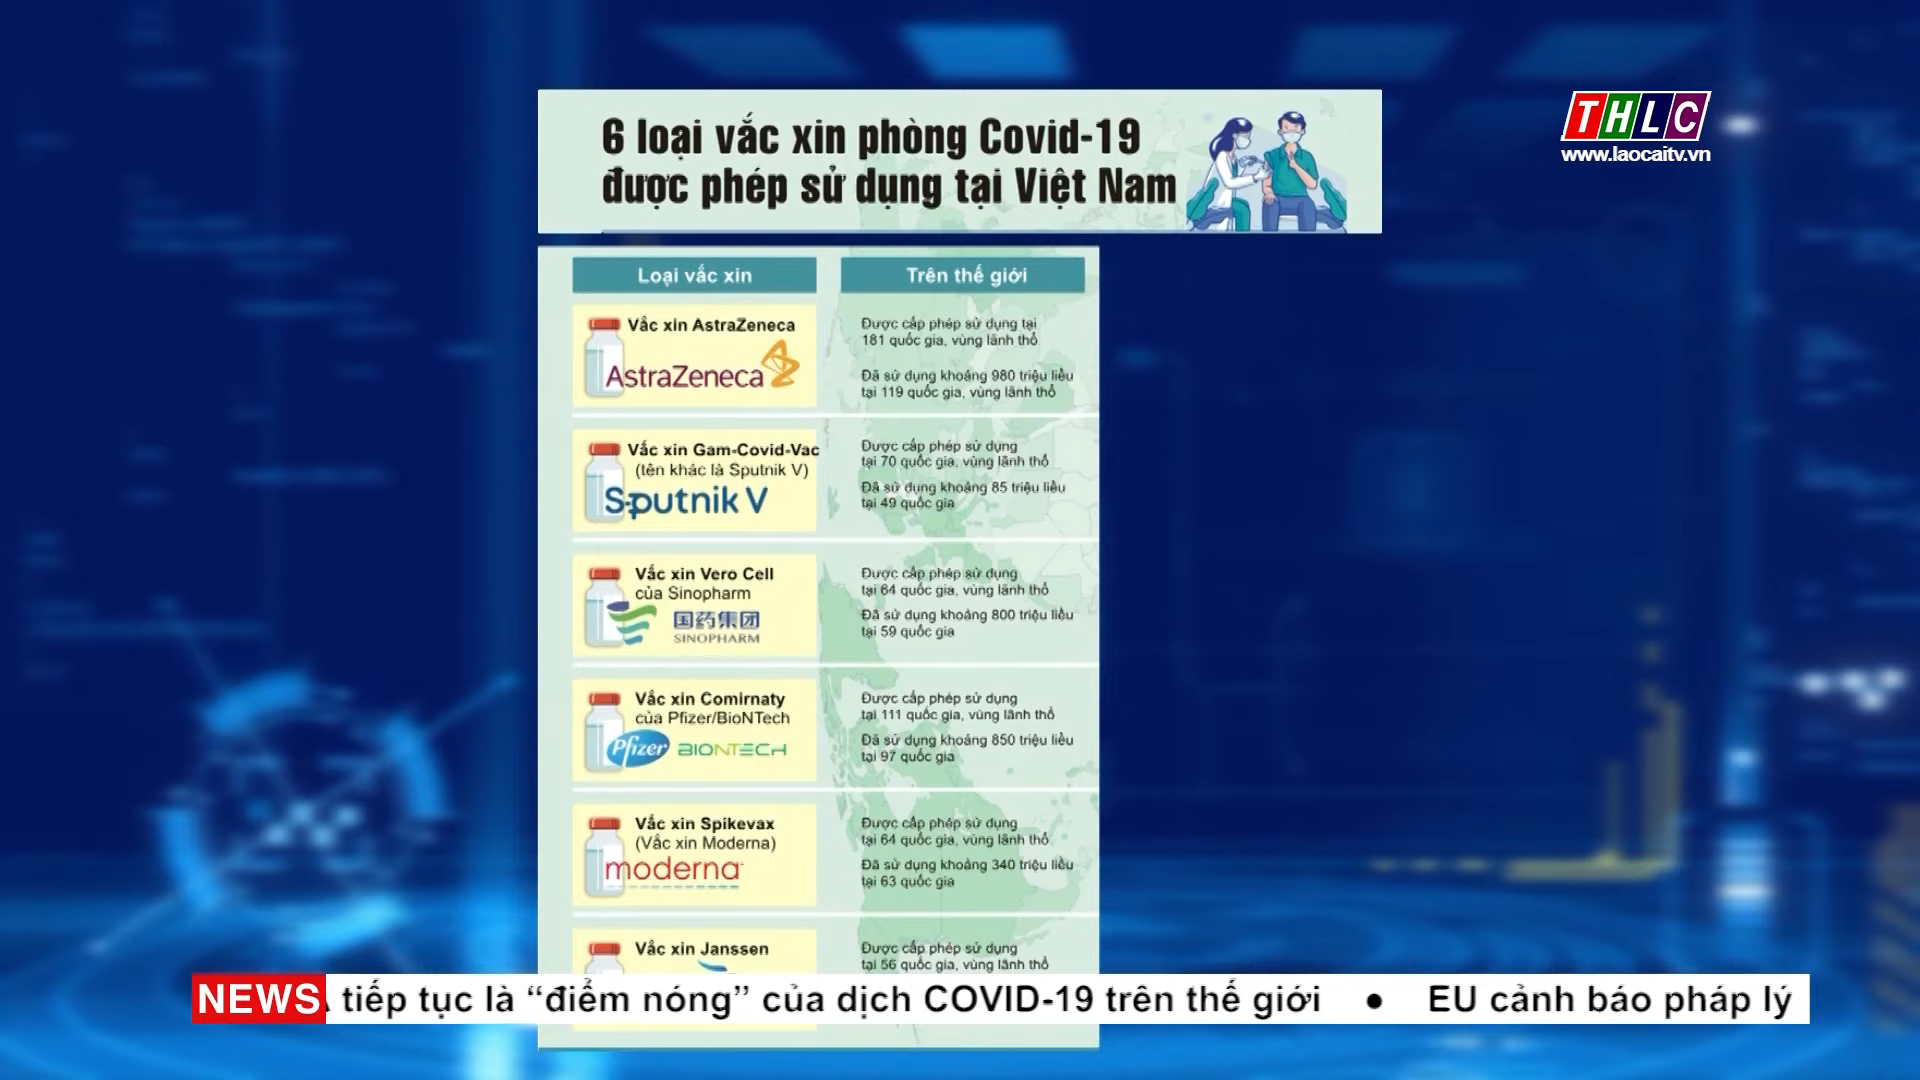 THLC
www.laocaitv.vn
6 loại vắc xin phòng Covid-19
được phép sử dụng tại Việt Nam
Loại vắc xin
Trên thế giới
Vắc xin AstraZeneca
AstraZeneca
Được cấp phép sử dụng tại
181 quốc gia, vùng lãnh thổ
Đã sử dụng khoảng 980 triệu liều
tại 119 quốc gia, vùng lãnh thổ
Vắc xin Gam-Covid-Vac
(tên khác là Sputnik V)
Sputnik V
Được cấp phép sử dụng
tại 70 quốc gia, vùng lãnh thổ
Đã sử dụng khoảng 85 triệu liều
tại 49 quốc gia
Vắc xin Vero Cell
của Sinopharm
国药集团
SINOPHARM
Được cấp phép sử dụng
tại 64 quốc gia, vùng lãnh thổ
Đã sử dụng khoảng 800 triệu liều
tại 59 quốc gia
Vắc xin Comirnaty
của Pfizer/BioNTech
Pfizer BIONTECH
Được cấp phép sử dụng
tại 111 quốc gia, vùng lãnh thổ
Đã sử dụng khoảng 850 triệu liều
tại 97 quốc gia
Vắc xin Spikevax
(Vắc xin Moderna)
moderna
Được cấp phép sử dụng
tại 64 quốc gia, vùng lãnh thổ
Đã sử dụng khoảng 340 triệu liều
tại 63 quốc gia
Vắc xin Janssen
Được cấp phép sử dụng
tại 56 quốc gia, vùng lãnh thổ
NEWS tiếp tục là “điểm nóng” của dịch COVID-19 trên thế giới • EU cảnh báo pháp lý